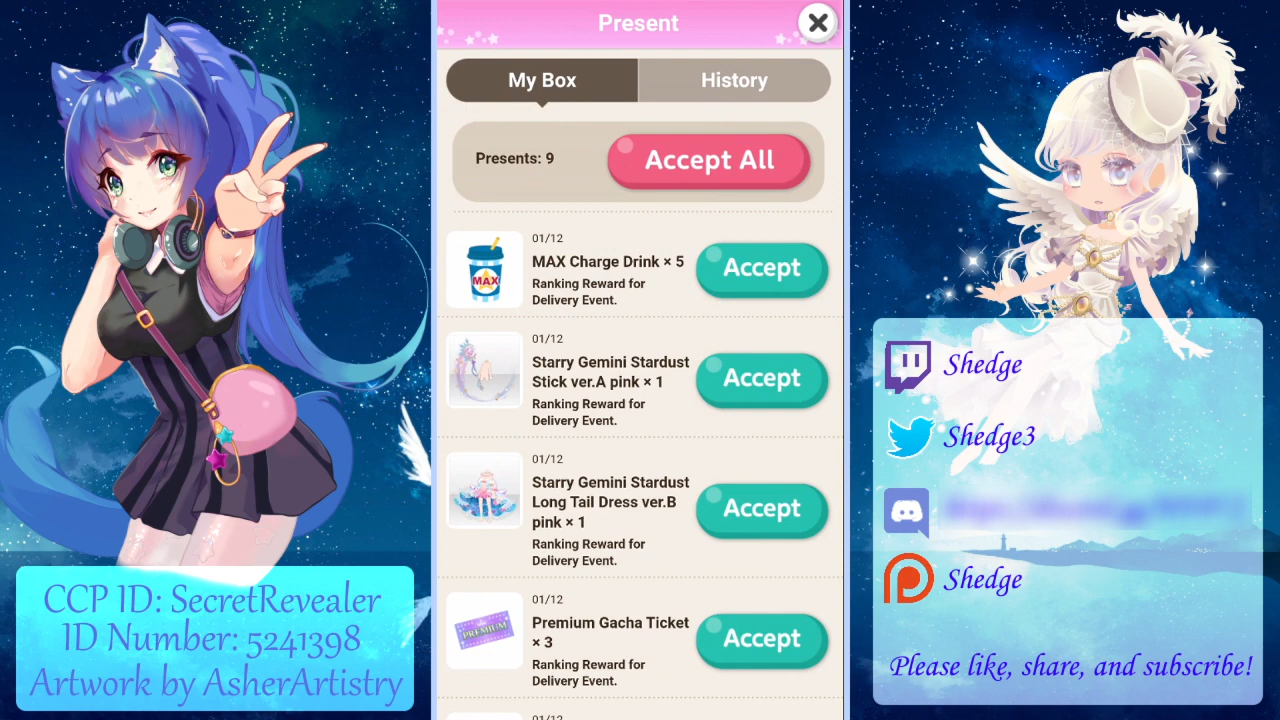 Present
My Box
History
Presents: 9
Accept All
01/12
MAX Charge Drink × 5
Ranking Reward for
Delivery Event.
Accept
MAX
01/12
Starry Gemini Stardust
Stick ver.A pink × 1
Ranking Reward for
Delivery Event.
Accept
01/12
Starry Gemini Stardust
Long Tail Dress ver.B
pink × 1
Ranking Reward for
Delivery Event.
Accept
01/12
Premium Gacha Ticket
× 3
Ranking Reward for
Delivery Event.
Accept
PREMIUM
01/12
CCP ID: SecretRevealer
ID Number: 5241398
Artwork by AsherArtistry
Shedge
Shedge3
Shedge
Please like, share, and subscribe!